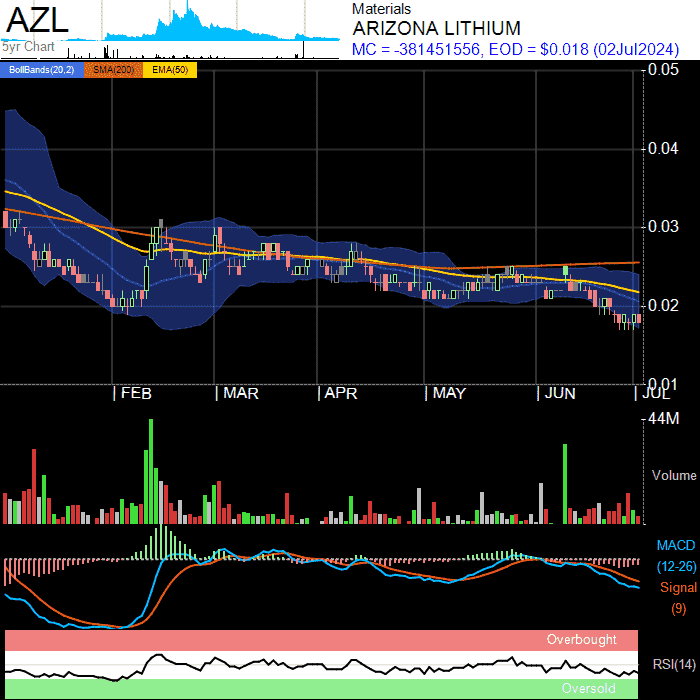 AZL
5yr Chart
Materials
ARIZONA LITHIUM
MC = -381451556, EOD = $0.018 (02Jul2024)
BollBands(20,2) SMA(200) EMA(50)
0.05
0.04
0.03
0.02
0.01
FEB MAR APR MAY JUN JUL
44M
Volume
MACD
(12-26)
Signal
(9)
Overbought
RSI(14)
Oversold